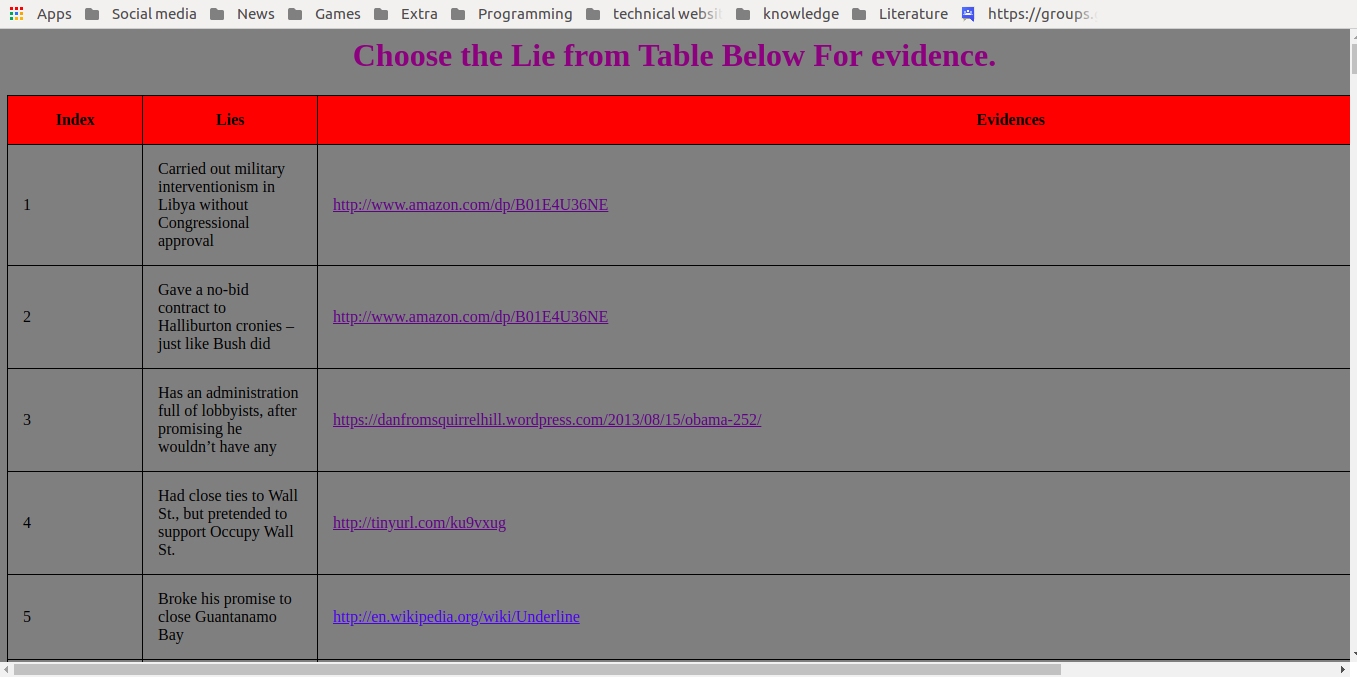 Apps Social media News Games Extra Programming technical websi knowledge Literature https://groups.
Choose the Lie from Table Below For evidence.
Index Lies Evidences
Carried out military
interventionism in
1 Libya without http://www.amazon.com/dp/B01E4U36NE
Congressional
approval
Gave a no-bid
contract to
2 Halliburton cronies – http://www.amazon.com/dp/B01E4U36NE
just like Bush did
Has an administration
full of lobbyists, after
3 promising he https://danfromsquirrelhill.wordpress.com/2013/08/15/obama-252/
wouldn’t have any
Had close ties to Wall
St., but pretended to
4 support Occupy Wall http://tinyurl.com/ku9vxug
St.
Broke his promise to
5 close Guantanamo http://en.wikipedia.org/wiki/Underline
Bay